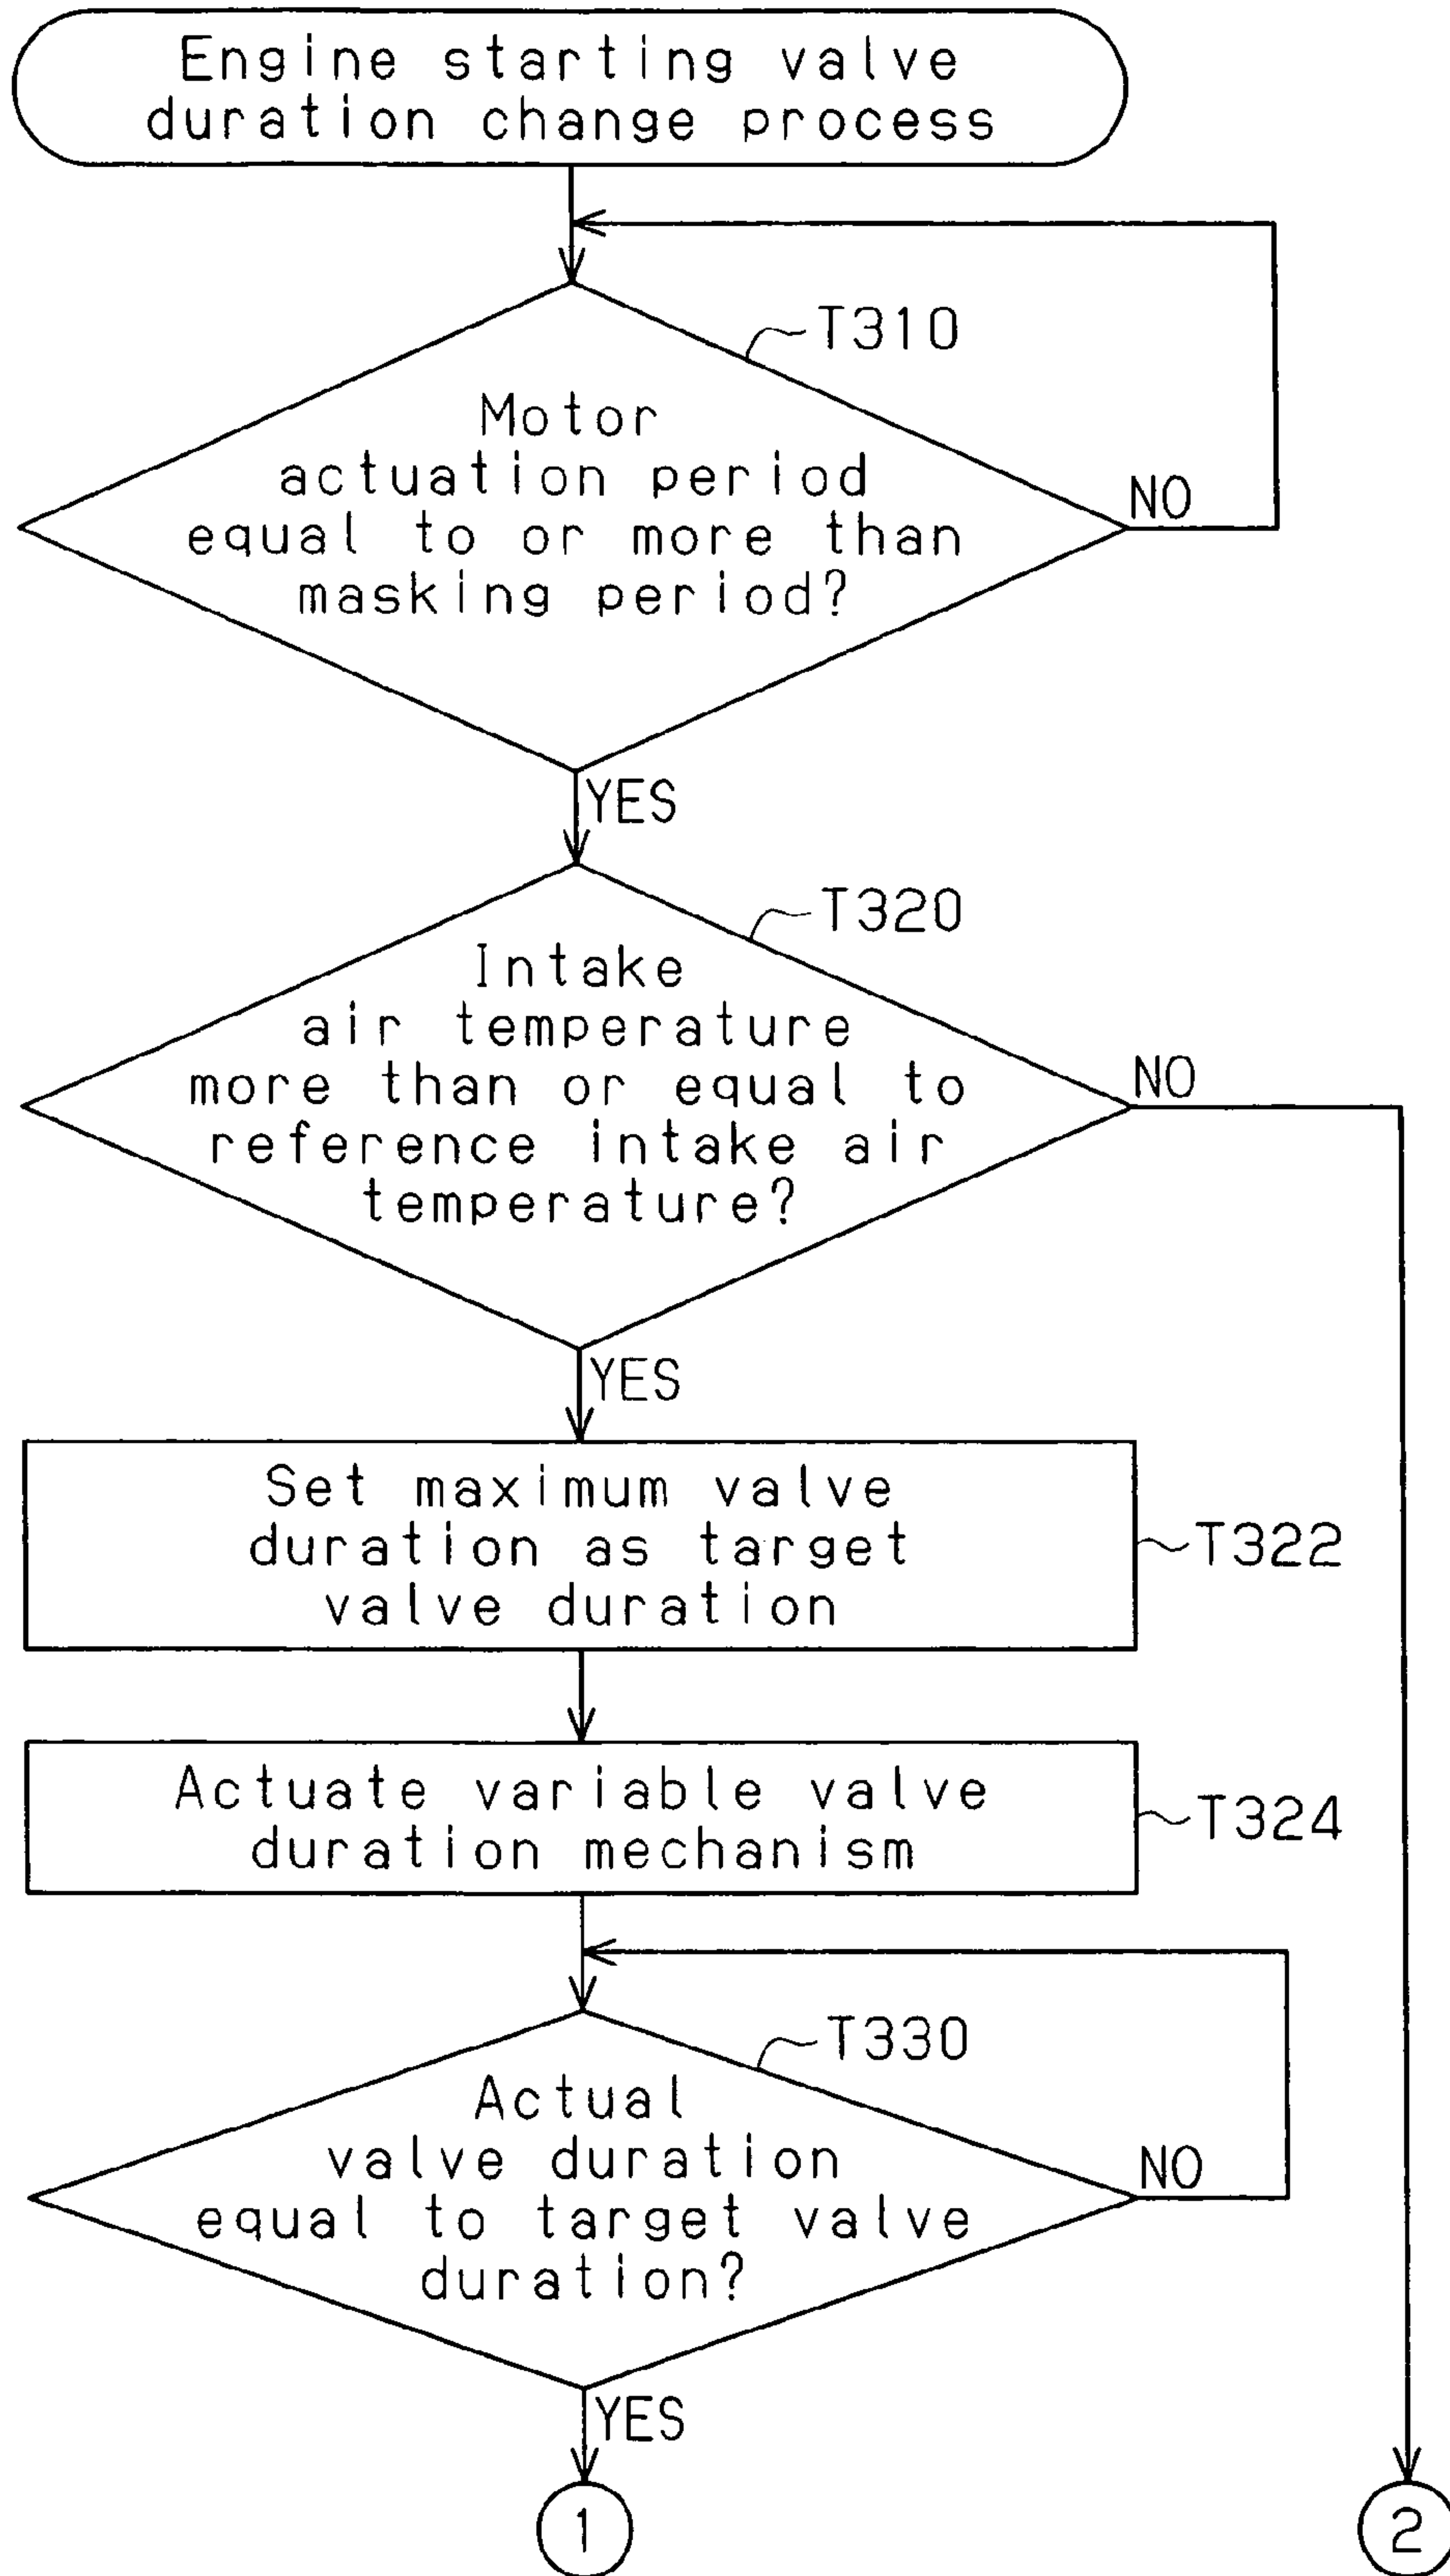 Engine starting valve
duration change process
T310
Motor
actuation period
equal to or more than
masking period?
NO
YES
T320
Intake
air temperature
more than or equal to
reference intake air
temperature?
NO
YES
Set maximum valve
duration as target
valve duration
T322
Actuate variable valve
duration mechanism
T324
T330
Actual
valve duration
equal to target valve
duration?
NO
YES
1
2